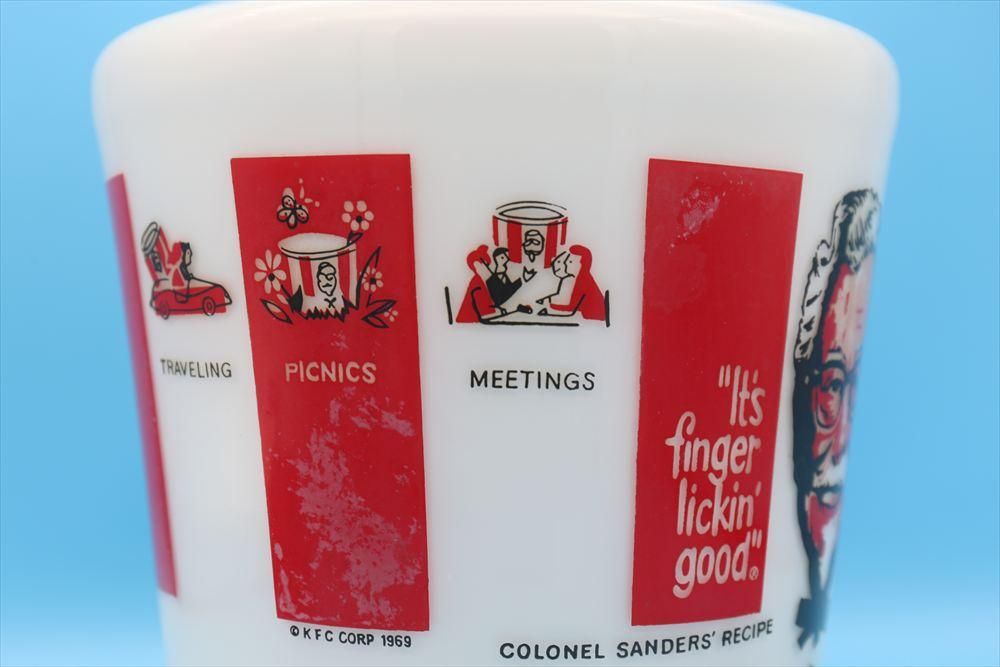 TRAVELING
PICNICS
MEETINGS
"It's
finger
lickin'
good"®
© KFC CORP 1969
COLONEL SANDERS' RECIPE